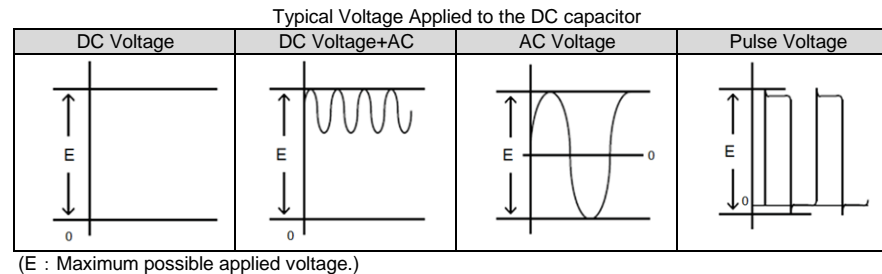 Typical Voltage Applied to the DC capacitor
DC Voltage DC Voltage+AC AC Voltage Pulse Voltage
E E E E
0 0 0 0
(E：Maximum possible applied voltage.)